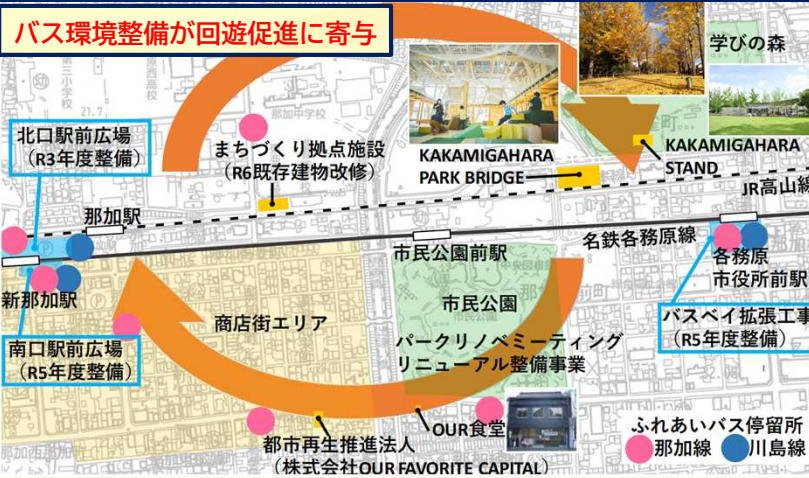 バス環境整備が回遊促進に寄与
学びの森
北口駅前広場
（R3年度整備）
まちづくり拠点施設
（R6既存建物改修）
KAKAMIGAHARA
PARK BRIDGE
KAKAMIGAHARA
STAND
JR高山線
那加駅
市民公園前駅
名鉄各務原線
各務原
市役所前駅
新那加駅
商店街エリア
市民公園
バスベイ拡張工事
（R5年度整備）
南口駅前広場
（R5年度整備）
パークリノベミーティング
リニューアル整備事業
OUR食堂
都市再生推進法人
（株式会社OUR FAVORITE CAPITAL）
ふれあいバス停留所
那加線
川島線
那加中学校
21.7